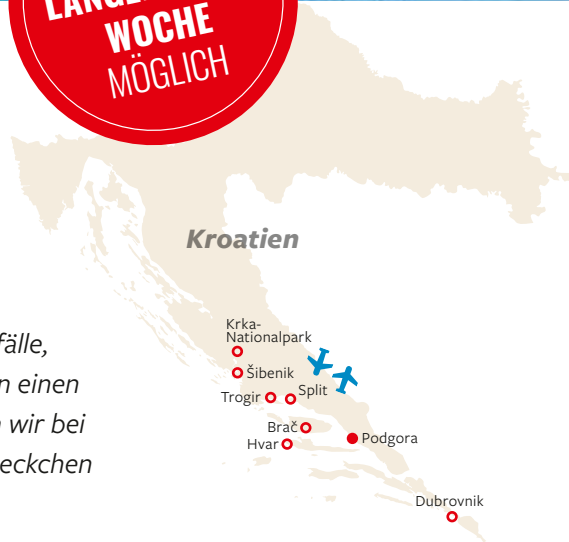 WOCHE
MÖGLICH
Kroatien
Krka-
Nationalpark
Šibenik
Trogir
Split
Brač
Hvar
Podgora
Dubrovnik
fälle,
n einen
wir bei
eckchen